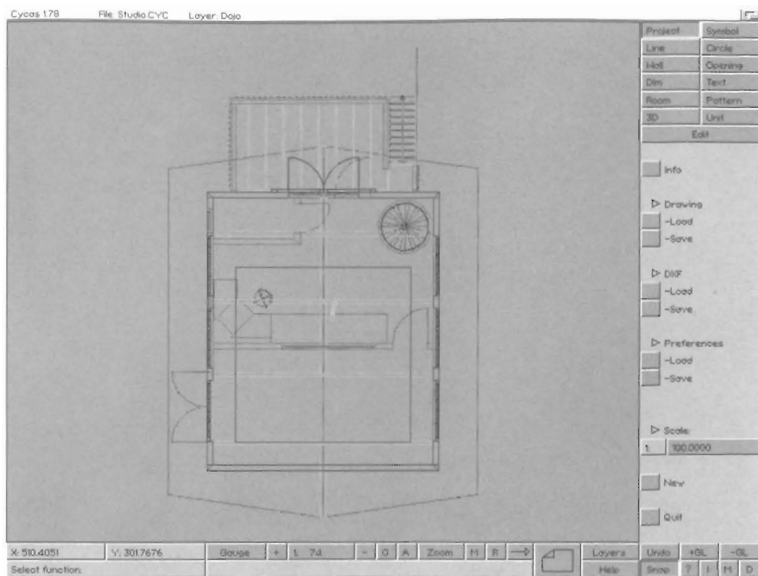 Cycas 1.78 File: Studio.CYC Layer: Dojo
Project Symbol
Line Circle
Wall Opening
Dim Text
Room Pattern
3D Unit
Edit
Info
Drawing
-Load
-Save
DXF
-Load
-Save
Preferences
-Load
-Save
Scale:
1: 100.0000
New
Quit
X: 510.4051 Y: 301.7676 Gauge + 1: 74 - O A Zoom M R Layers Undo +GL -GL
Select function: Help Snap ? I M D